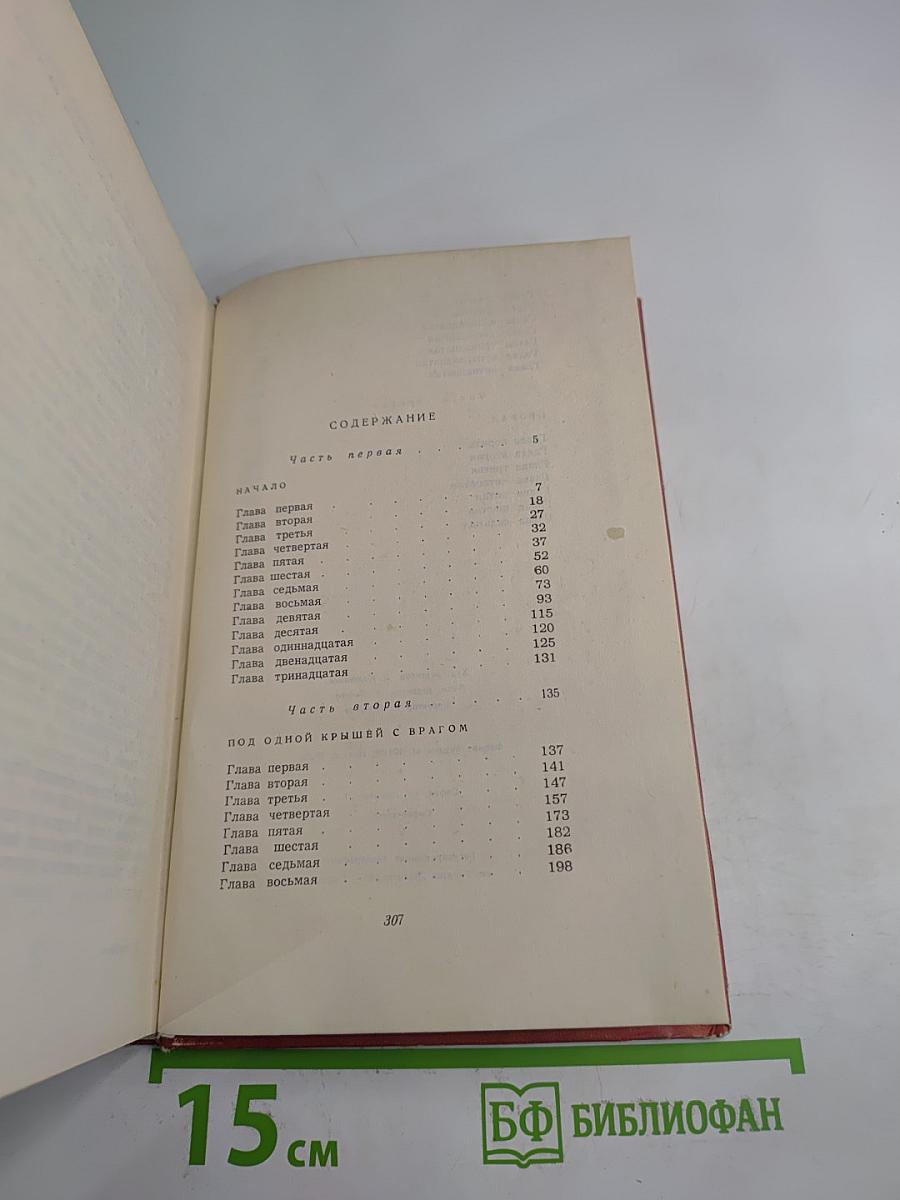 СОДЕРЖАНИЕ
Часть первая . . . . . 5
НАЧАЛО
Глава первая . . . . . . 7
Глава вторая . . . . . . 18
Глава третья . . . . . . 27
Глава четвертая . . . . . . 32
Глава пятая . . . . . . 37
Глава шестая . . . . . . 52
Глава седьмая . . . . . . 60
Глава восьмая . . . . . . 73
Глава девятая . . . . . . 93
Глава десятая . . . . . . 115
Глава одиннадцатая . . . . . . 120
Глава двенадцатая . . . . . . 125
Глава тринадцатая . . . . . . 131
Часть вторая . . . . . 135
ПОД ОДНОЙ КРЫШЕЙ С ВРАГОМ
Глава первая . . . . . . . 137
Глава вторая . . . . . . . 141
Глава третья . . . . . . . 147
Глава четвертая . . . . . . . 157
Глава пятая . . . . . . . 173
Глава шестая . . . . . . . 182
Глава седьмая . . . . . . . 186
Глава восьмая . . . . . . . 198
307
15 см
БФ БИБЛИОФАН